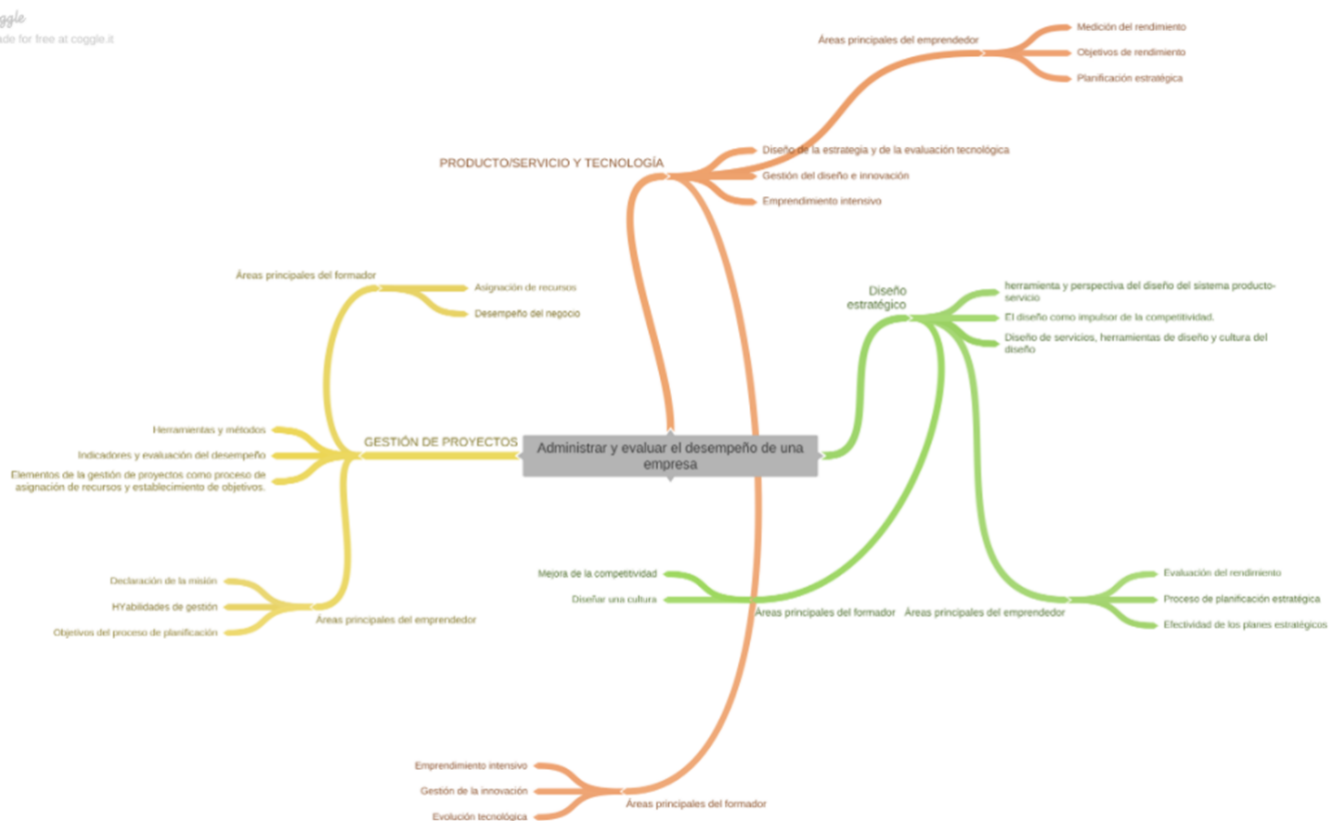 ggle
de for free at coggle.it
Áreas principales del emprendedor
Medición del rendimiento
Objetivos de rendimiento
Planificación estratégica
PRODUCTO/SERVICIO Y TECNOLOGÍA
Diseño de la estrategia y de la evaluación tecnológica
Gestión del diseño e innovación
Emprendimiento intensivo
Áreas principales del formador
Asignación de recursos
Desempeño del negocio
Diseño
estratégico
herramienta y perspectiva del diseño del sistema producto-
servicio
El diseño como impulsor de la competitividad.
Diseño de servicios, herramientas de diseño y cultura del
diseño
Herramientas y métodos
Indicadores y evaluación del desempeño
Elementos de la gestión de proyectos como proceso de
asignación de recursos y establecimiento de objetivos.
GESTIÓN DE PROYECTOS
Administrar y evaluar el desempeño de una
empresa
Declaración de la misión
HYabilidades de gestión
Objetivos del proceso de planificación
Áreas principales del emprendedor
Mejora de la competitividad
Diseñar una cultura
Áreas principales del formador
Áreas principales del emprendedor
Evaluación del rendimiento
Proceso de planificación estratégica
Efectividad de los planes estratégicos
Emprendimiento intensivo
Gestión de la innovación
Evolución tecnológica
Áreas principales del formador